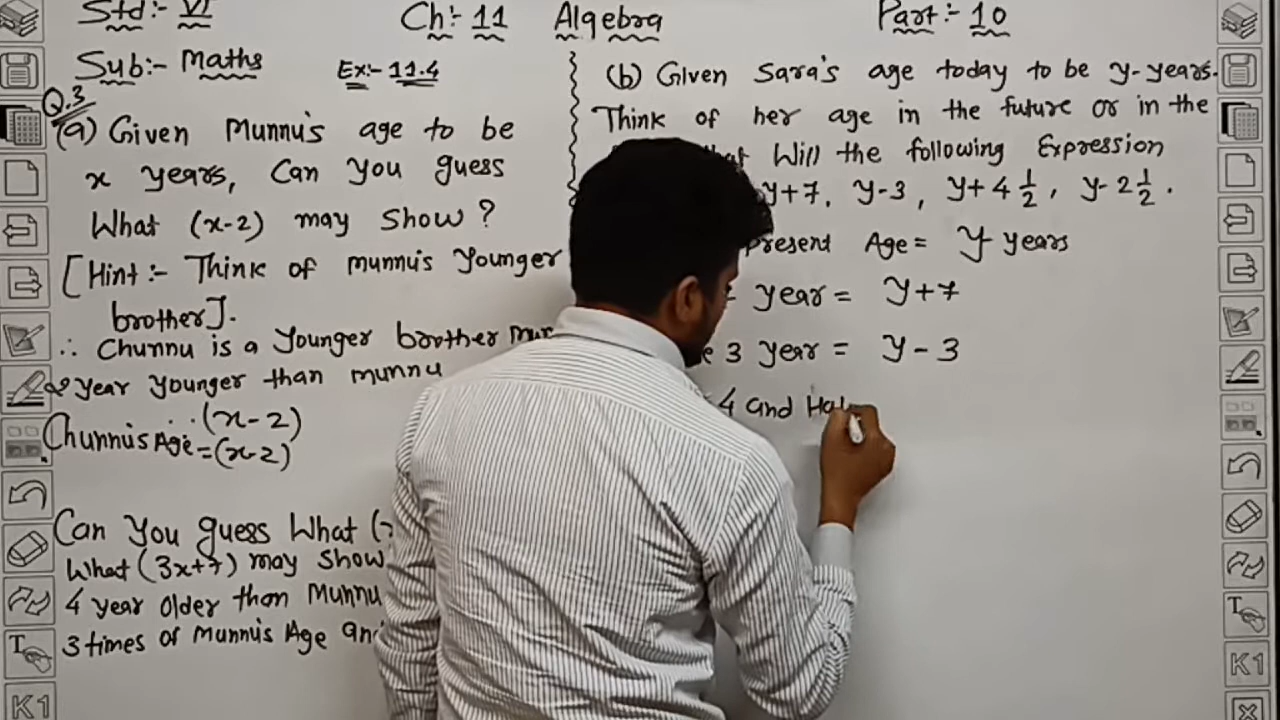 Std:- VI
Ch:- 11 Algebra
Part:- 10
Sub:- Maths
Ex:- 11.4
Q.3
(a) Given Munnu's age to be
x years, Can You guess
What (x-2) may Show?
[Hint:- Think of munnu's Younger
brother].
∴ Chunnu is a Younger brother
2 year younger than munnu
∴ (x-2)
Chunnu's Age = (x-2)
Can You guess What (
What (3x+7) may Show
4 year Older than Munnu
3 times of Munnu's Age and
(b) Given Sara's age today to be y-years.
Think of her age in the future or in the
Will the following Expression
y+7, y-3, y+4 1/2, y-2 1/2.
present Age = y years
year = y+7
3 year = y-3
4 and
T
K1
T
K1